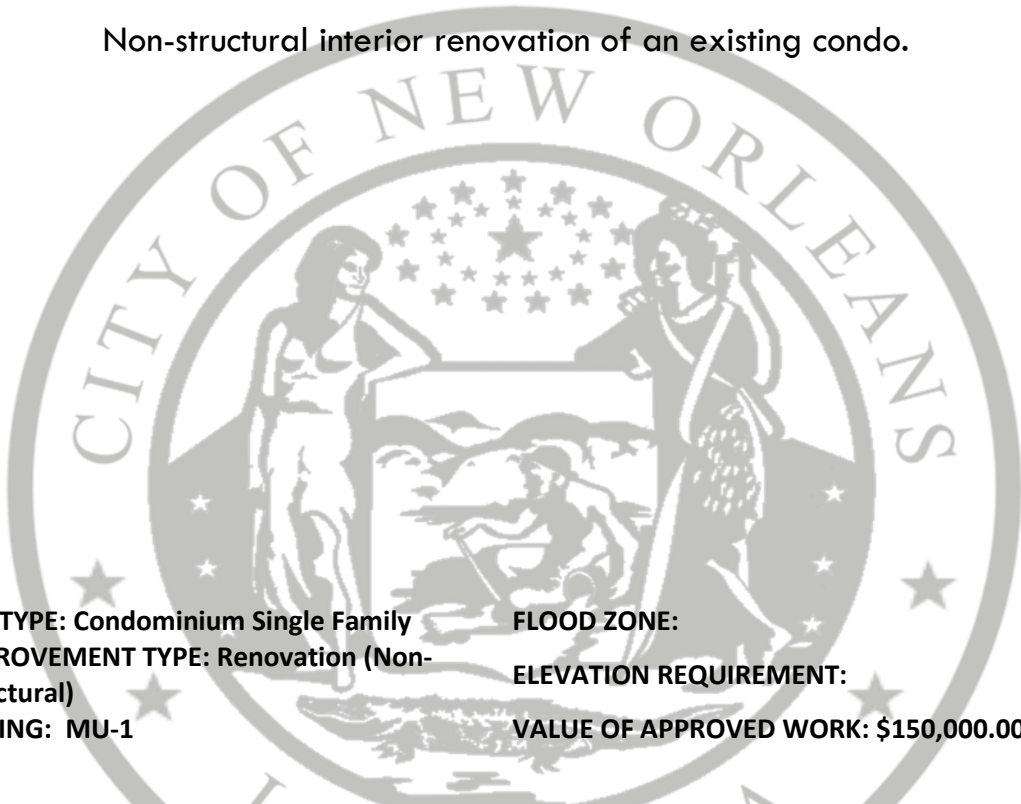 Non-structural interior renovation of an existing condo.
CITY OF NEW ORLEANS
TYPE: Condominium Single Family
ROVEMENT TYPE: Renovation (Non-
ctural)
ING: MU-1
FLOOD ZONE:
ELEVATION REQUIREMENT:
VALUE OF APPROVED WORK: $150,000.00